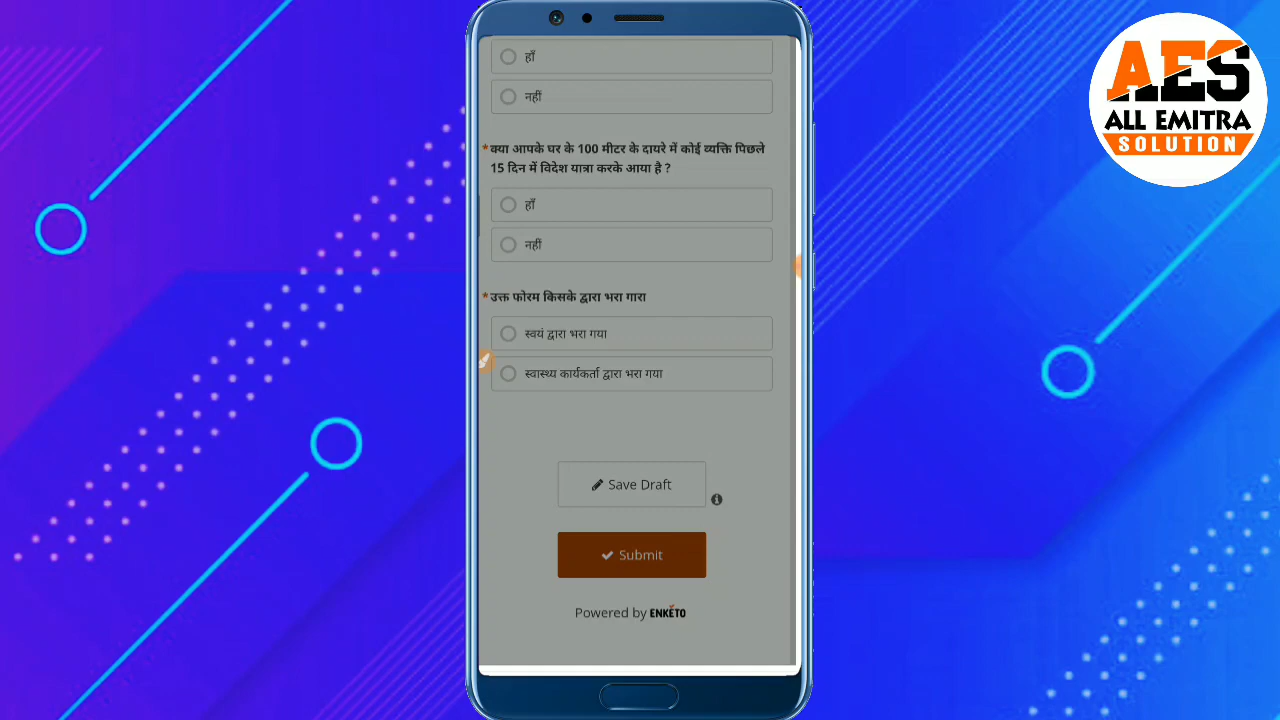 AES
ALL EMITRA
SOLUTION
हाँ
नहीं
*क्या आपके घर के 100 मीटर के दायरे में कोई व्यक्ति पिछले
15 दिन में विदेश यात्रा करके आया है ?
हाँ
नहीं
*उक्त फोरम किसके द्वारा भरा गारा
स्वयं द्वारा भरा गया
स्वास्थ्य कार्यकर्ता द्वारा भरा गया
Save Draft
Submit
Powered by ENKETO